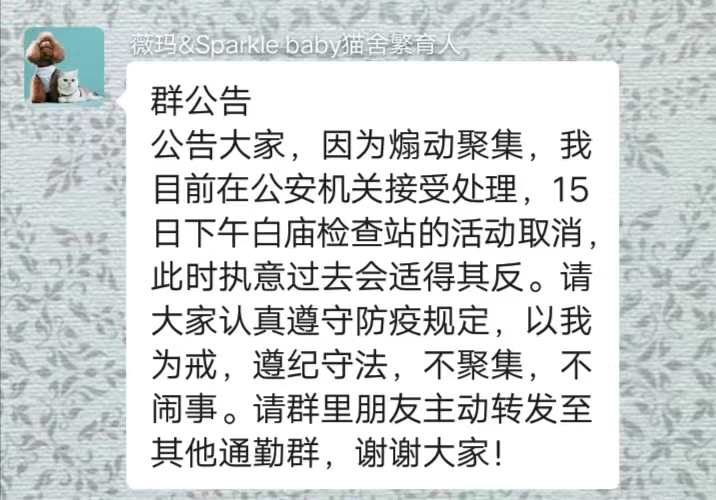 薇玛&Sparkle baby猫舍繁育人
群公告
公告大家，因为煽动聚集，我
目前在公安机关接受处理，15
日下午白庙检查站的活动取消，
此时执意过去会适得其反。请
大家认真遵守防疫规定，以我
为戒，遵纪守法，不聚集，不
闹事。请群里朋友主动转发至
其他通勤群，谢谢大家！